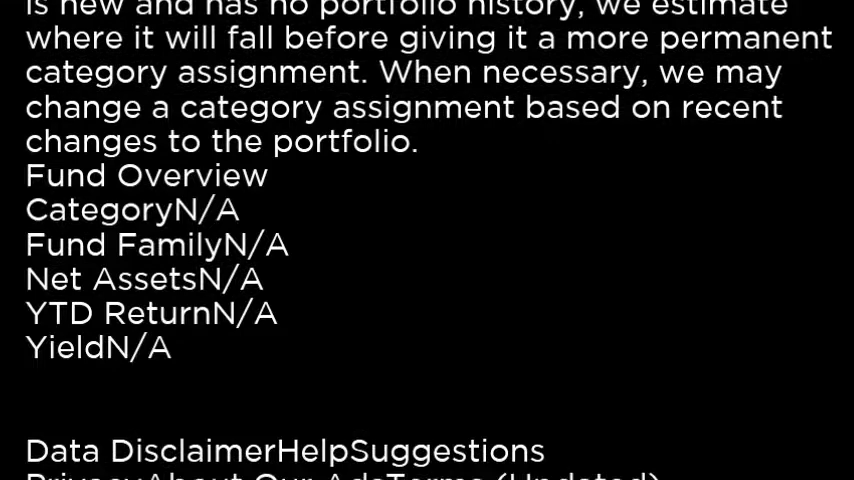 is new and has no portfolio history, we estimate
where it will fall before giving it a more permanent
category assignment. When necessary, we may
change a category assignment based on recent
changes to the portfolio.
Fund Overview
CategoryN/A
Fund FamilyN/A
Net AssetsN/A
YTD ReturnN/A
YieldN/A
Data DisclaimerHelpSuggestions
PrivacyAbout Our AdsTerms (Updated)